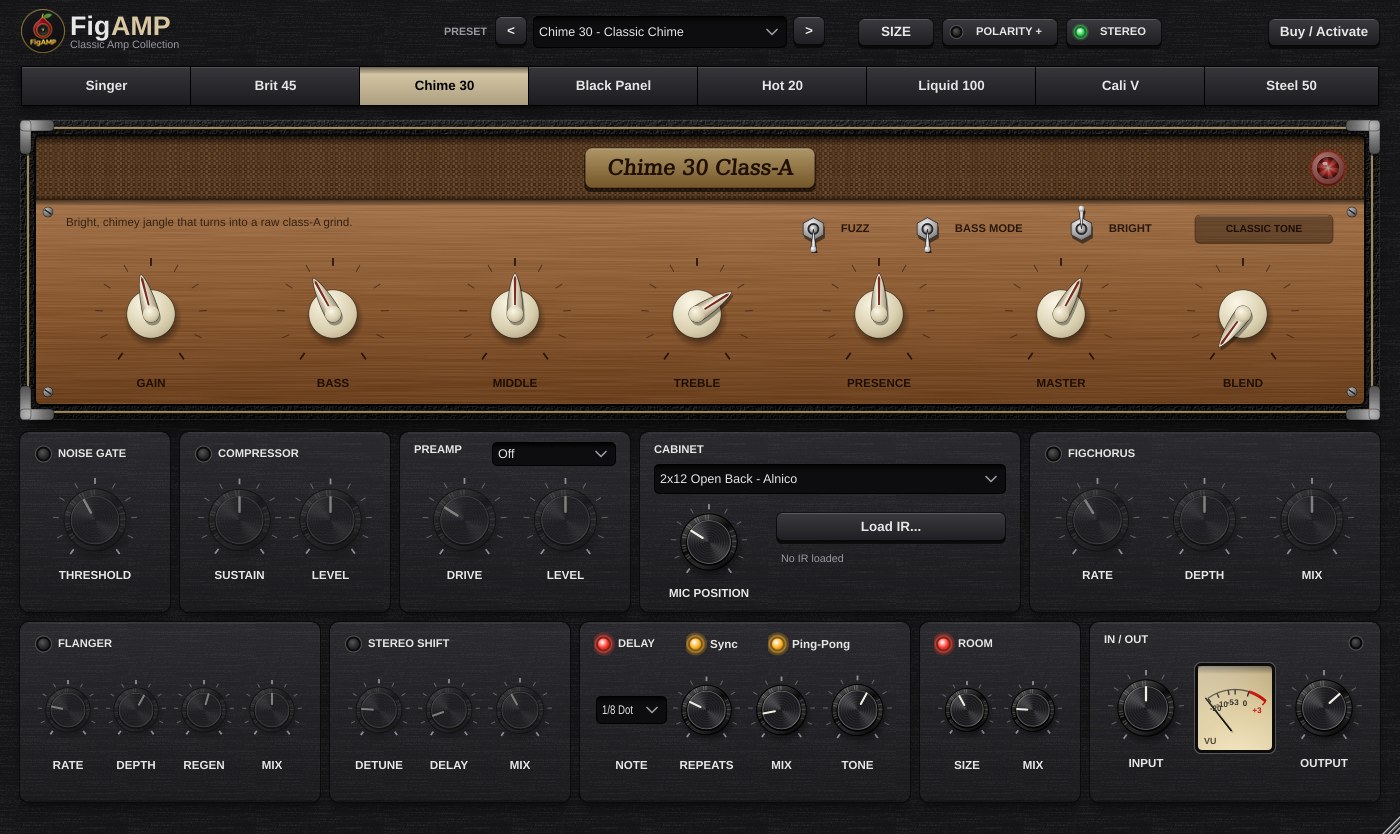 FigAMP
FigAMP
Classic Amp Collection
PRESET
<
Chime 30 - Classic Chime
>
SIZE
POLARITY +
STEREO
Buy / Activate
Singer
Brit 45
Chime 30
Black Panel
Hot 20
Liquid 100
Cali V
Steel 50
Chime 30 Class-A
Bright, chimey jangle that turns into a raw class-A grind.
FUZZ
BASS MODE
BRIGHT
CLASSIC TONE
GAIN
BASS
MIDDLE
TREBLE
PRESENCE
MASTER
BLEND
NOISE GATE
THRESHOLD
COMPRESSOR
SUSTAIN
LEVEL
PREAMP
Off
DRIVE
LEVEL
CABINET
2x12 Open Back - Alnico
Load IR...
No IR loaded
MIC POSITION
FIGCHORUS
RATE
DEPTH
MIX
FLANGER
RATE
DEPTH
REGEN
MIX
STEREO SHIFT
DETUNE
DELAY
MIX
DELAY
Sync
Ping-Pong
1/8 Dot
NOTE
REPEATS
MIX
TONE
ROOM
SIZE
MIX
IN / OUT
-20
-10
-5
3
0
+3
VU
INPUT
OUTPUT